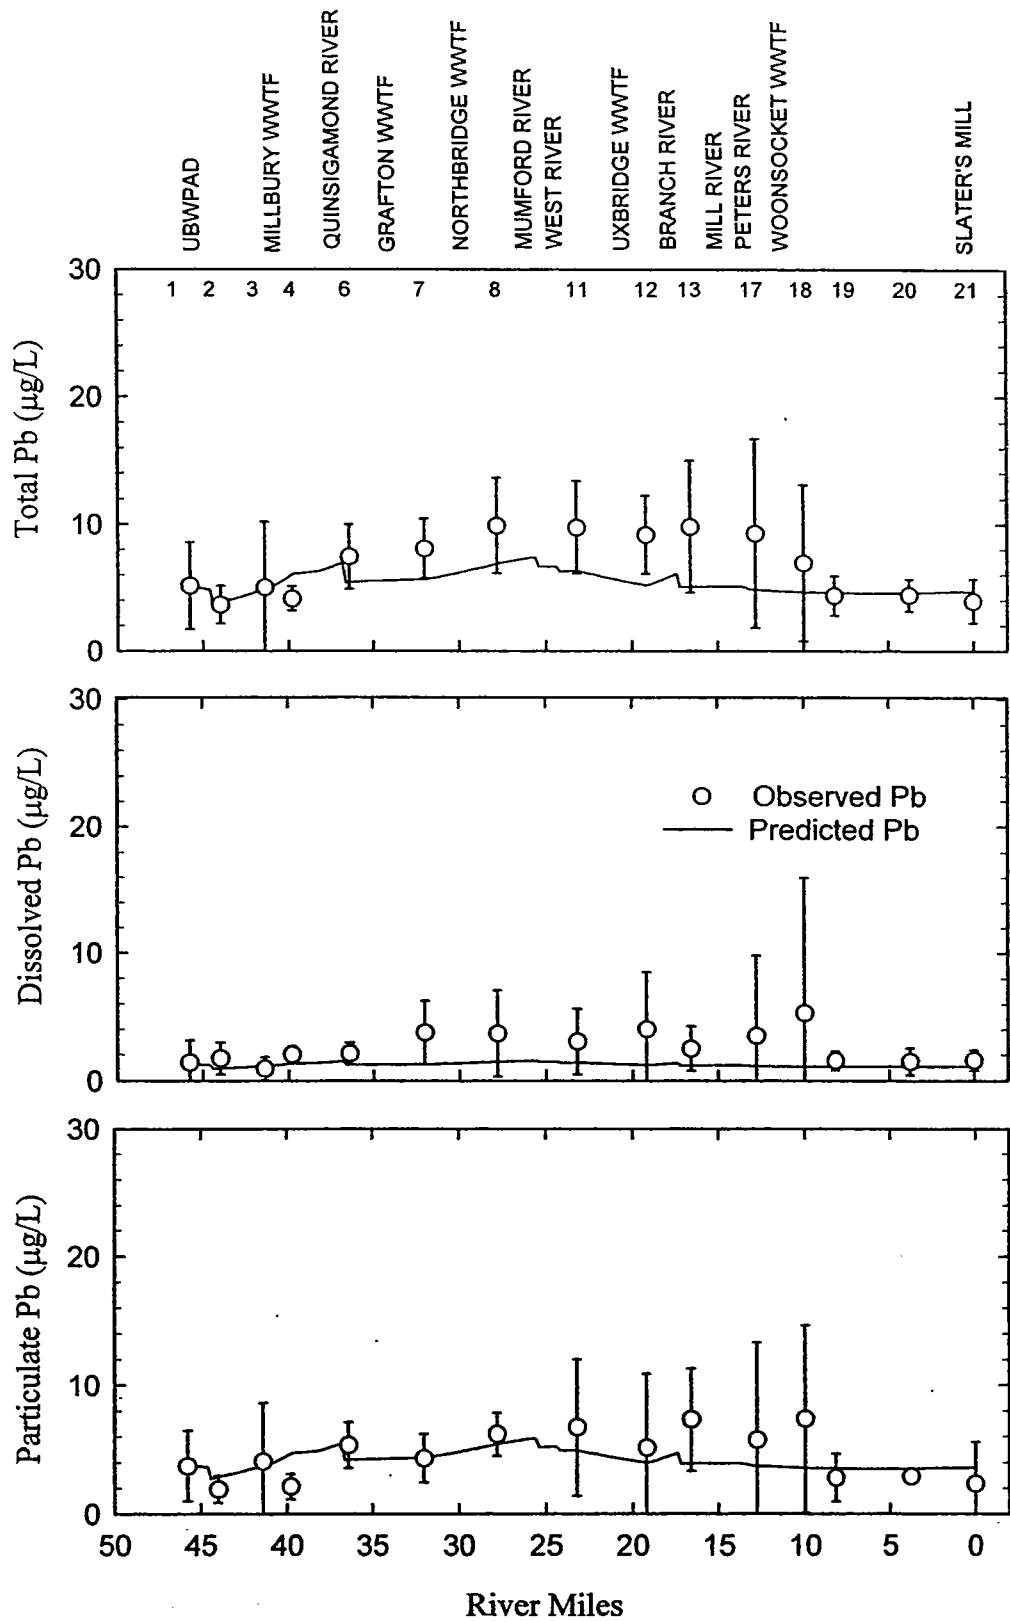 UBWPAD
MILLBURY WWTF
QUINSIGAMOND RIVER
GRAFTON WWTF
NORTHBRIDGE WWTF
MUMFORD RIVER
WEST RIVER
UXBRIDGE WWTF
BRANCH RIVER
MILL RIVER
PETERS RIVER
WOONSOCKET WWTF
SLATER'S MILL
1 2 3 4 6 7 8 11 12 13 17 18 19 20 21
Total Pb (µg/L)
30
20
10
0
Dissolved Pb (µg/L)
30
20
10
0
Observed Pb
Predicted Pb
Particulate Pb (µg/L)
30
20
10
0
50 45 40 35 30 25 20 15 10 5 0
River Miles